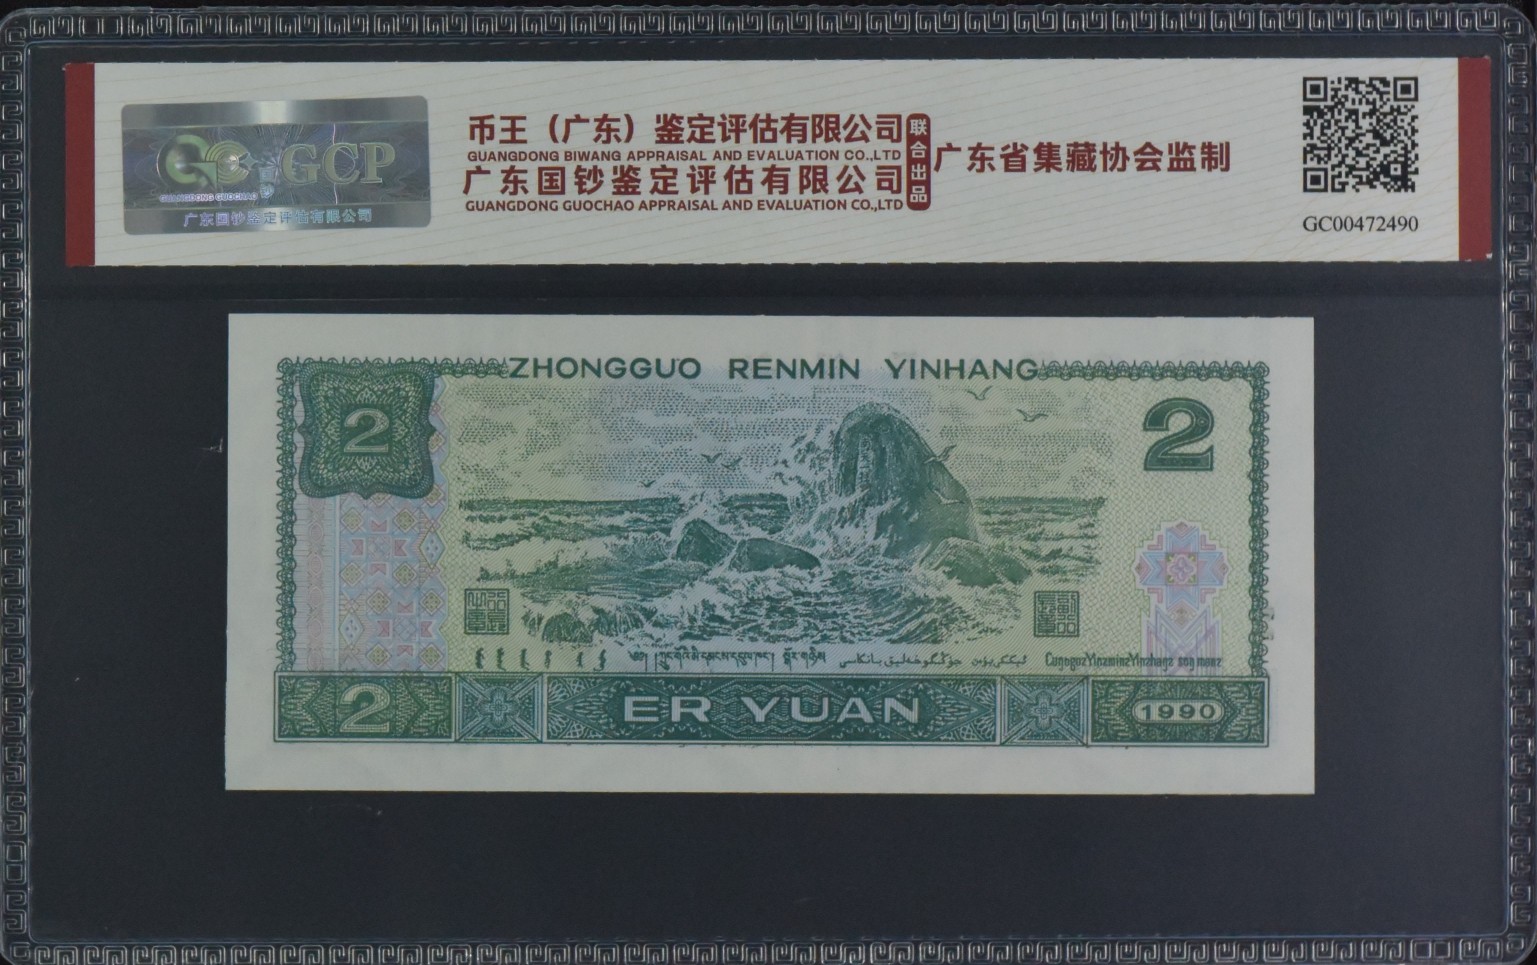 GCP
GUANGDONG GUOCHAO
广东国钞鉴定评估有限公司
币王（广东）鉴定评估有限公司
GUANGDONG BIWANG APPRAISAL AND EVALUATION CO.,LTD
广东国钞鉴定评估有限公司
GUANGDONG GUOCHAO APPRAISAL AND EVALUATION CO.,LTD
联合出品
广东省集藏协会监制
GC00472490
ZHONGGUO RENMIN YINHANG
2
2
2
ER YUAN
1990